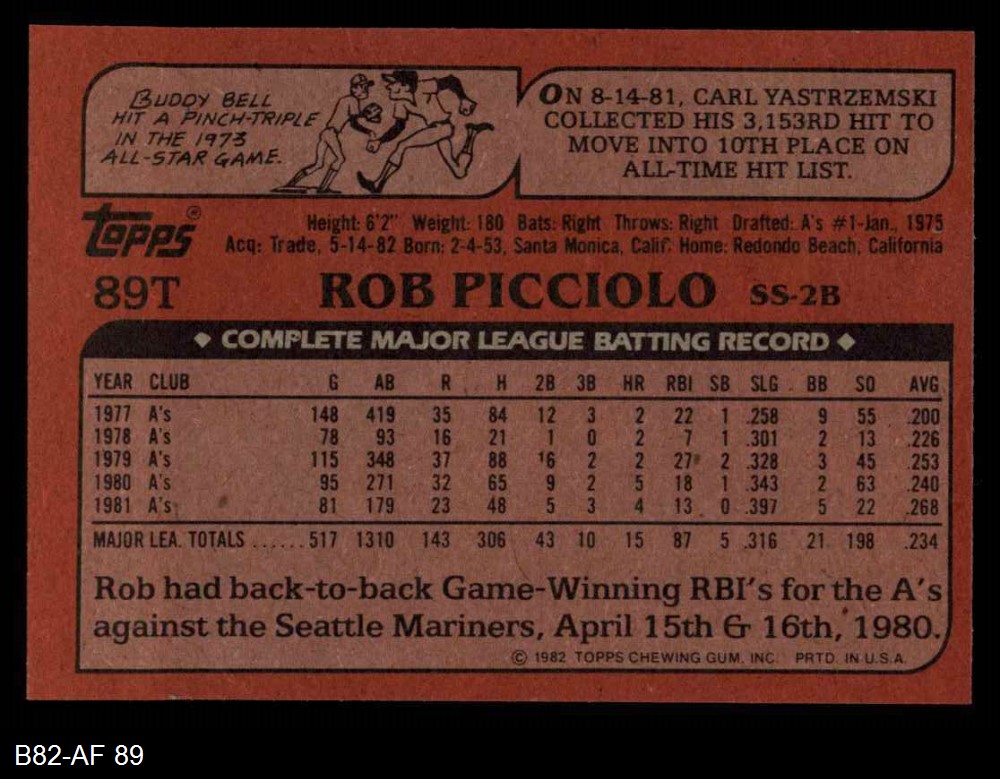 BUDDY BELL
HIT A PINCH-TRIPLE
IN THE 1973
ALL-STAR GAME.
ON 8-14-81, CARL YASTRZEMSKI
COLLECTED HIS 3,153RD HIT TO
MOVE INTO 10TH PLACE ON
ALL-TIME HIT LIST.
Topps®
Height: 6'2" Weight: 180 Bats: Right Throws: Right Drafted: A's #1-Jan., 1975
Acq: Trade, 5-14-82 Born: 2-4-53, Santa Monica, Calif. Home: Redondo Beach, California
89T ROB PICCIOLO SS-2B
◆ COMPLETE MAJOR LEAGUE BATTING RECORD ◆
YEAR CLUB G AB R H 2B 3B HR RBI SB SLG BB SO AVG
1977 A's 148 419 35 84 12 3 2 22 1 .258 9 55 .200
1978 A's 78 93 16 21 1 0 2 7 1 .301 2 13 .226
1979 A's 115 348 37 88 16 2 2 27 2 .328 3 45 .253
1980 A's 95 271 32 65 9 2 5 18 1 .343 2 63 .240
1981 A's 81 179 23 48 5 3 4 13 0 .397 5 22 .268
MAJOR LEA. TOTALS ......517 1310 143 306 43 10 15 87 5 .316 21 198 .234
Rob had back-to-back Game-Winning RBI's for the A's
against the Seattle Mariners, April 15th & 16th, 1980.
© 1982 TOPPS CHEWING GUM, INC. PRTD. IN U.S.A.
B82-AF 89